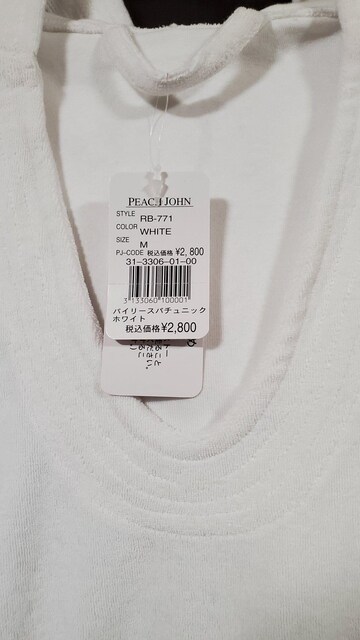 PEACH JOHN
STYLE RB-771
COLOR WHITE
SIZE M
PJ-CODE 税込価格 ¥2,800
31-3306-01-00
3133060100001
パイリースパチュニック
ホワイト
税込価格¥2,800